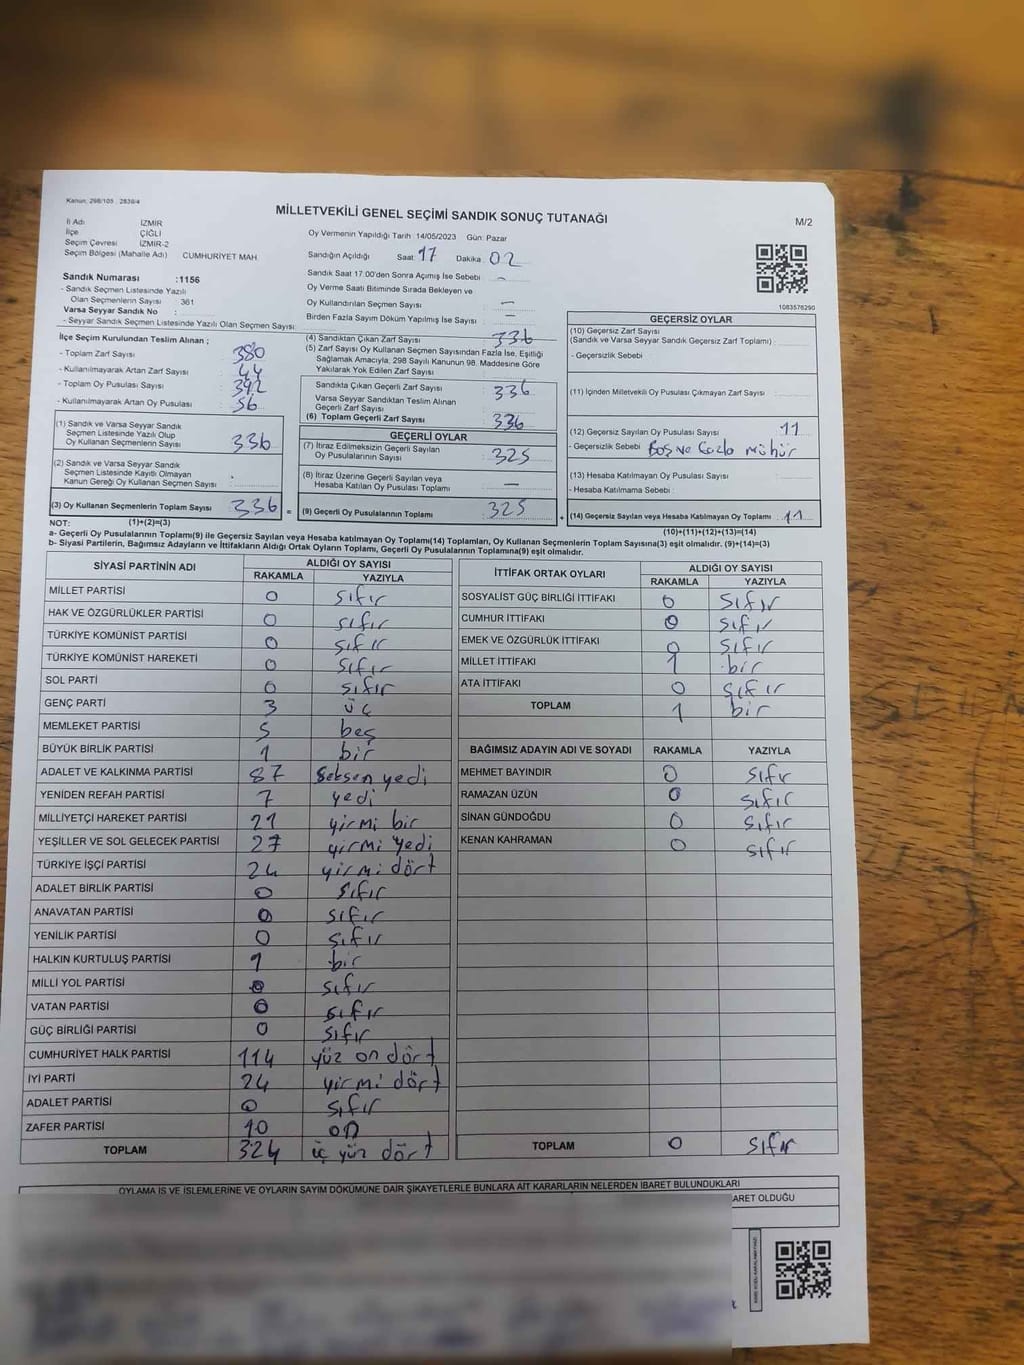 Kanun: 298/105 , 2839/4
MİLLETVEKİLİ GENEL SEÇİMİ SANDIK SONUÇ TUTANAĞI
M/2
İl Adı İZMİR
İlçe ÇİĞLİ
Seçim Çevresi İZMİR-2
Seçim Bölgesi (Mahalle Adı) CUMHURİYET MAH.
Oy Vermenin Yapıldığı Tarih :14/05/2023 Gün: Pazar
Sandığın Açıldığı Saat 17 Dakika 02
Sandık Saat 17:00'den Sonra Açımış İse Sebebi –
Oy Verme Saati Bitiminde Sırada Bekleyen ve
Oy Kullandırılan Seçmen Sayısı —
Birden Fazla Sayım Döküm Yapılmış İse Sayısı —
1083576290
Sandık Numarası :1156
- Sandık Seçmen Listesinde Yazılı
Olan Seçmenlerin Sayısı : 361
Varsa Seyyar Sandık No :
- Seyyar Seçmen Listesinde Yazılı Olan Seçmen Sayısı:
İlçe Seçim Kurulundan Teslim Alınan ;
- Toplam Zarf Sayısı : 380
- Kullanılmayarak Artan Zarf Sayısı : 44
- Toplam Oy Pusulası Sayısı : 392
- Kullanılmayarak Artan Oy Pusulası : 56
(1) Sandık ve Varsa Seyyar Sandık
Seçmen Listesinde Yazılı Olup
Oy Kullanan Seçmenlerin Sayısı : 336
(2) Sandık ve Varsa Seyyar Sandık
Seçmen Listesinde Kayıtlı Olmayan
Kanun Gereği Oy Kullanan Seçmen Sayısı :
(3) Oy Kullanan Seçmenlerin Toplam Sayısı : 336 =
(1)+(2)=(3)
(4) Sandıktan Çıkan Zarf Sayısı : 336
(5) Zarf Sayısı Oy Kullanan Seçmen Sayısından Fazla İse, Eşitliği
Sağlamak Amacıyla; 298 Sayılı Kanunun 98. Maddesine Göre
Yakılarak Yok Edilen Zarf Sayısı :
Sandıkta Çıkan Geçerli Zarf Sayısı : 336
Varsa Seyyar Sandıktan Teslim Alınan
Geçerli Zarf Sayısı :
(6) Toplam Geçerli Zarf Sayısı : 336
GEÇERLİ OYLAR
(7) İtiraz Edilmeksizin Geçerli Sayılan
Oy Pusulalarının Sayısı : 325
(8) İtiraz Üzerine Geçerli Sayılan veya
Hesaba Katılan Oy Pusulası Toplamı : —
(9) Geçerli Oy Pusulalarının Toplamı : 325 +
GEÇERSİZ OYLAR
(10) Geçersiz Zarf Sayısı
(Sandık ve Varsa Seyyar Sandık Geçersiz Zarf Toplamı) :
- Geçersizlik Sebebi :
(11) İçinden Milletvekili Oy Pusulası Çıkmayan Zarf Sayısı :
(12) Geçersiz Sayılan Oy Pusulası Sayısı : 11
- Geçersizlik Sebebi : Boş ve fazla mühür
(13) Hesaba Katılmayan Oy Pusulası Sayısı :
- Hesaba Katılmama Sebebi :
(14) Geçersiz Sayılan veya Hesaba Katılmayan Oy Toplamı : 11
(10)+(11)+(12)+(13)=(14)
NOT:
a- Geçerli Oy Pusulalarının Toplamı(9) ile Geçersiz Sayılan veya Hesaba katılmayan Oy Toplamı(14) Toplamları, Oy Kullanan Seçmenlerin Toplam Sayısına(3) eşit olmalıdır. (9)+(14)=(3)
b- Siyasi Partilerin, Bağımsız Adayların ve İttifakların Aldığı Ortak Oyların Toplamı, Geçerli Oy Pusulalarının Toplamına(9) eşit olmalıdır.
SİYASİ PARTİNİN ADI ALDIĞI OY SAYISI
RAKAMLA YAZIYLA
MİLLET PARTİSİ 0 sıfır
HAK VE ÖZGÜRLÜKLER PARTİSİ 0 sıfır
TÜRKİYE KOMÜNİST PARTİSİ 0 sıfır
TÜRKİYE KOMÜNİST HAREKETİ 0 sıfır
SOL PARTİ 0 sıfır
GENÇ PARTİ 3 üç
MEMLEKET PARTİSİ 5 beş
BÜYÜK BİRLİK PARTİSİ 1 bir
ADALET VE KALKINMA PARTİSİ 87 seksen yedi
YENİDEN REFAH PARTİSİ 7 yedi
MİLLİYETÇİ HAREKET PARTİSİ 21 yirmi bir
YEŞİLLER VE SOL GELECEK PARTİSİ 27 yirmi yedi
TÜRKİYE İŞÇİ PARTİSİ 24 yirmi dört
ADALET BİRLİK PARTİSİ 0 sıfır
ANAVATAN PARTİSİ 0 sıfır
YENİLİK PARTİSİ 0 sıfır
HALKIN KURTULUŞ PARTİSİ 1 bir
MİLLİ YOL PARTİSİ 0 sıfır
VATAN PARTİSİ 0 sıfır
GÜÇ BİRLİĞİ PARTİSİ 0 sıfır
CUMHURİYET HALK PARTİSİ 114 yüz on dört
İYİ PARTİ 24 yirmi dört
ADALET PARTİSİ 0 sıfır
ZAFER PARTİSİ 10 on
TOPLAM 324 üç yüz dört
İTTİFAK ORTAK OYLARI ALDIĞI OY SAYISI
RAKAMLA YAZIYLA
SOSYALİST GÜÇ BİRLİĞİ İTTİFAKI 0 sıfır
CUMHUR İTTİFAKI 0 sıfır
EMEK VE ÖZGÜRLÜK İTTİFAKI 0 sıfır
MİLLET İTTİFAKI 1 bir
ATA İTTİFAKI 0 sıfır
TOPLAM 1 bir
BAĞIMSIZ ADAYIN ADI VE SOYADI RAKAMLA YAZIYLA
MEHMET BAYINDIR 0 sıfır
RAMAZAN ÜZÜN 0 sıfır
SİNAN GÜNDOĞDU 0 sıfır
KENAN KAHRAMAN 0 sıfır
TOPLAM 0 sıfır
OYLAMA İŞ VE İŞLEMLERİNE VE OYLARIN SAYIM DÖKÜMÜNE DAİR ŞİKAYETLERLE BUNLARA AİT KARARLARIN NELERDEN İBARET BULUNDUKLARI
ARET OLDUĞU